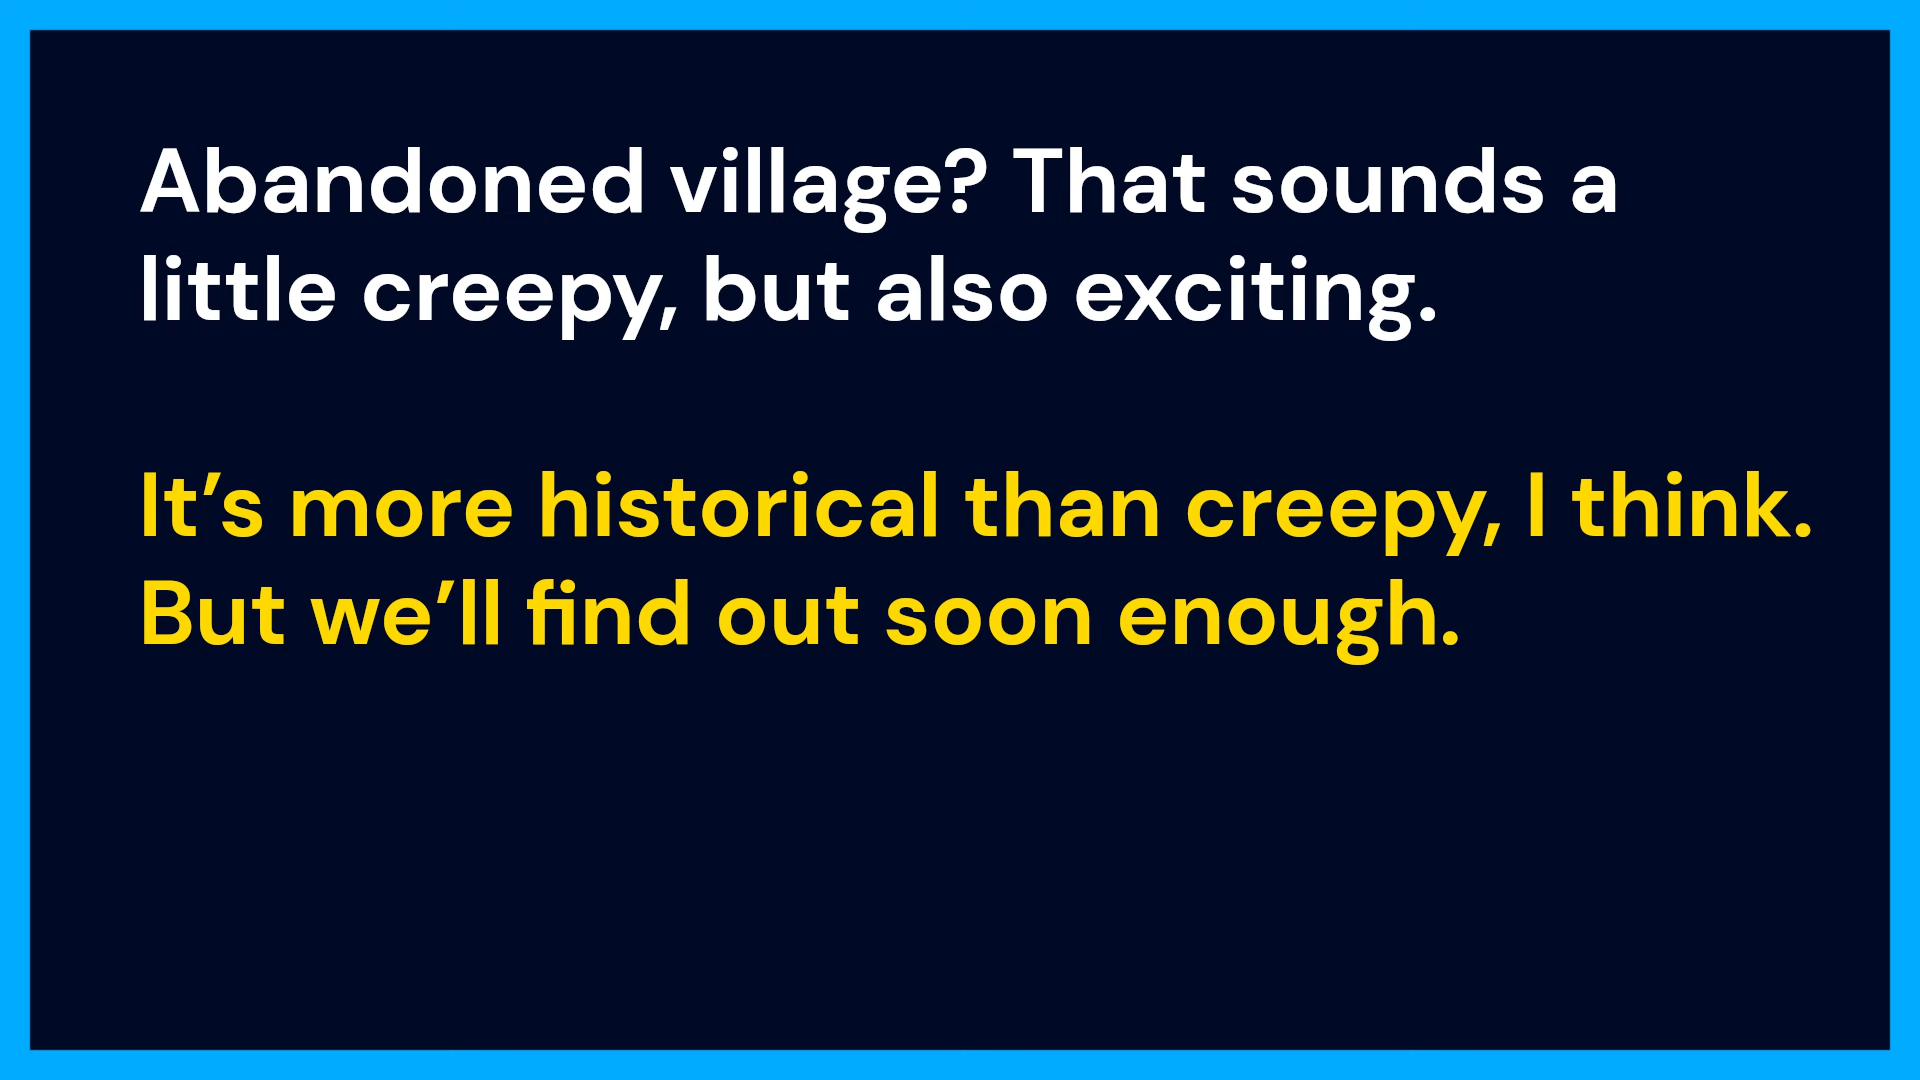 Abandoned village? That sounds a
little creepy, but also exciting.
It’s more historical than creepy, I think.
But we’ll find out soon enough.